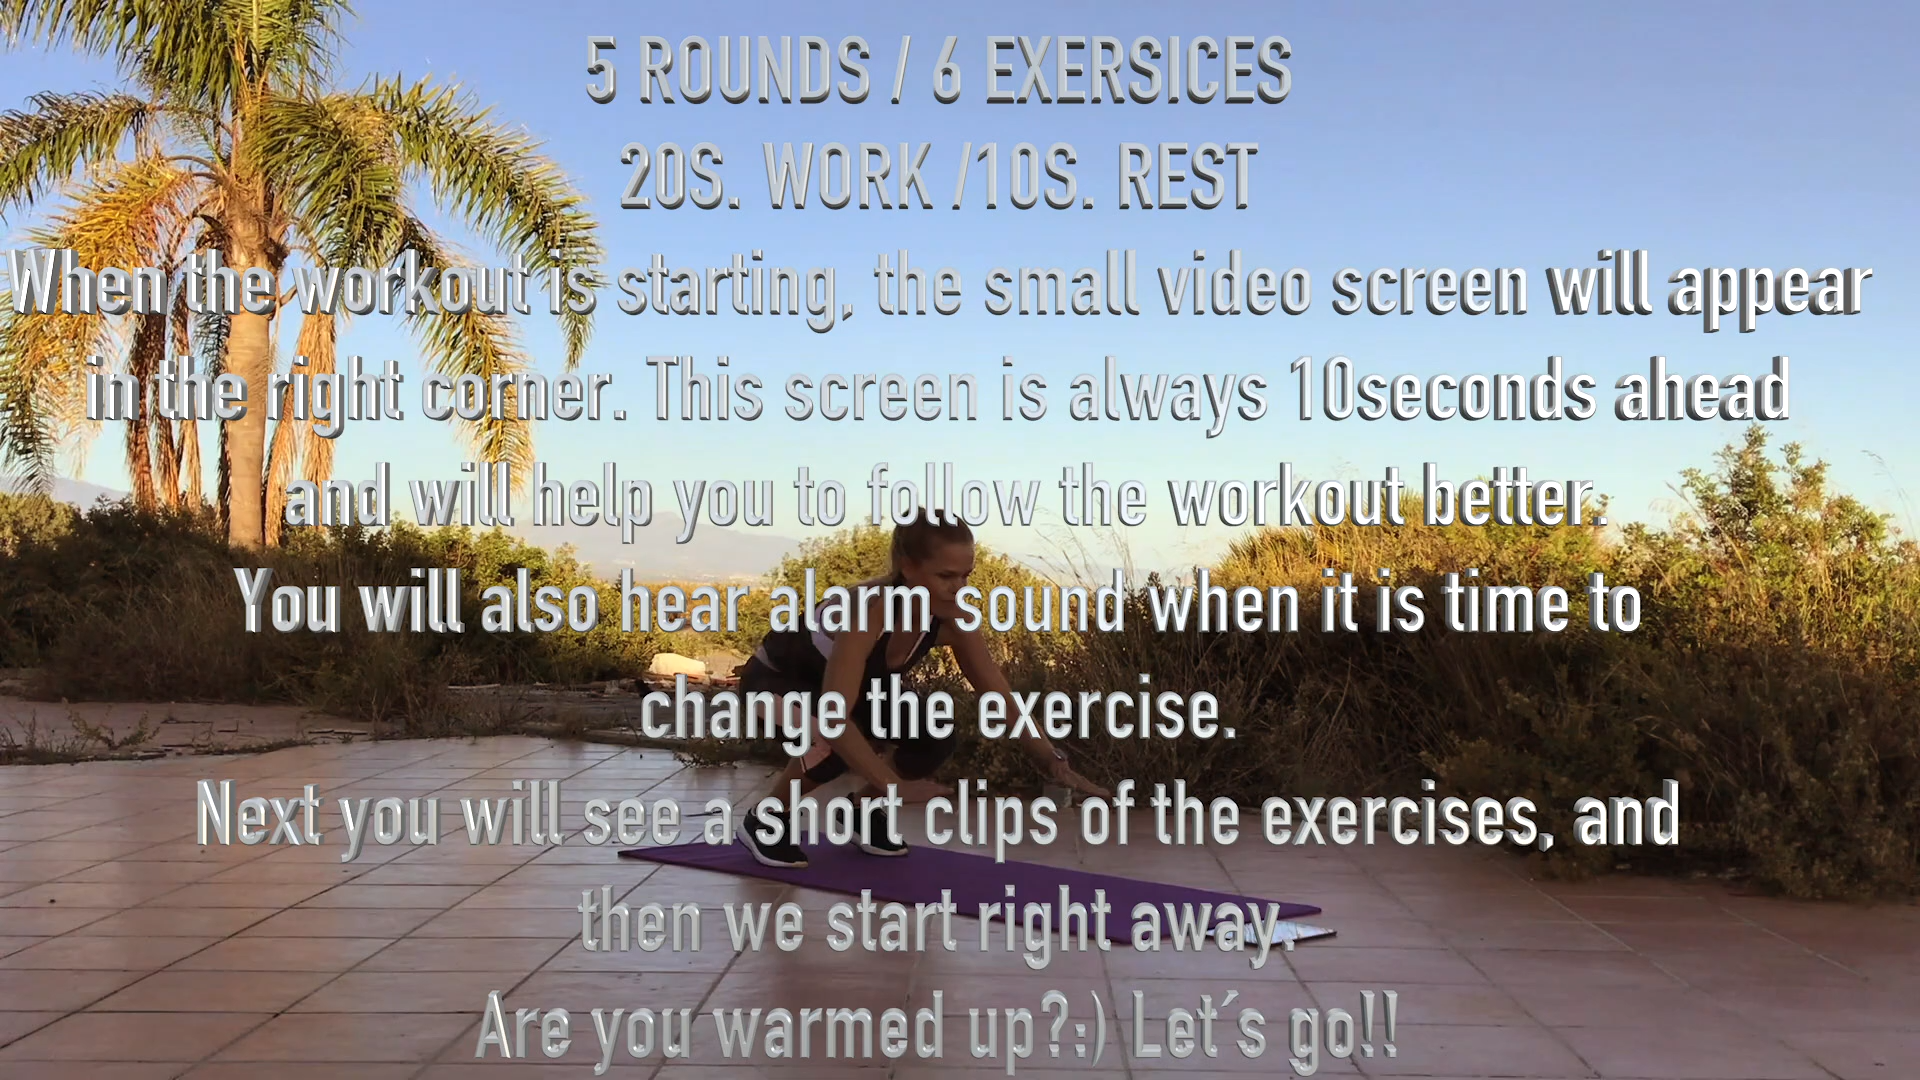 5 ROUNDS / 6 EXERSICES
20S. WORK /10S. REST
When the workout is starting, the small video screen will appear
in the right corner. This screen is always 10seconds ahead
and will help you to follow the workout better.
You will also hear alarm sound when it is time to
change the exercise.
Next you will see a short clips of the exercises, and
then we start right away.
Are you warmed up?:) Let´s go!!